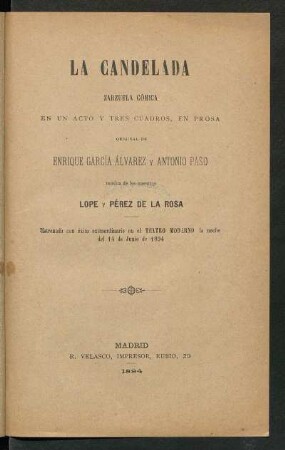 LA CANDELADA
ZARZUELA CÓMICA
EN UN ACTO Y TRES CUADROS, EN PROSA
ORIGINAL DE
ENRIQUE GARCÍA ÁLVAREZ Y ANTONIO PASO
música de los maestros
LOPE Y PÉREZ DE LA ROSA
Estrenada con éxito extraordinario en el TEATRO MODERNO la noche
del 15 de Junio de 1894
MADRID
R. VELASCO, IMPRESOR, RUBIO, 20
1894